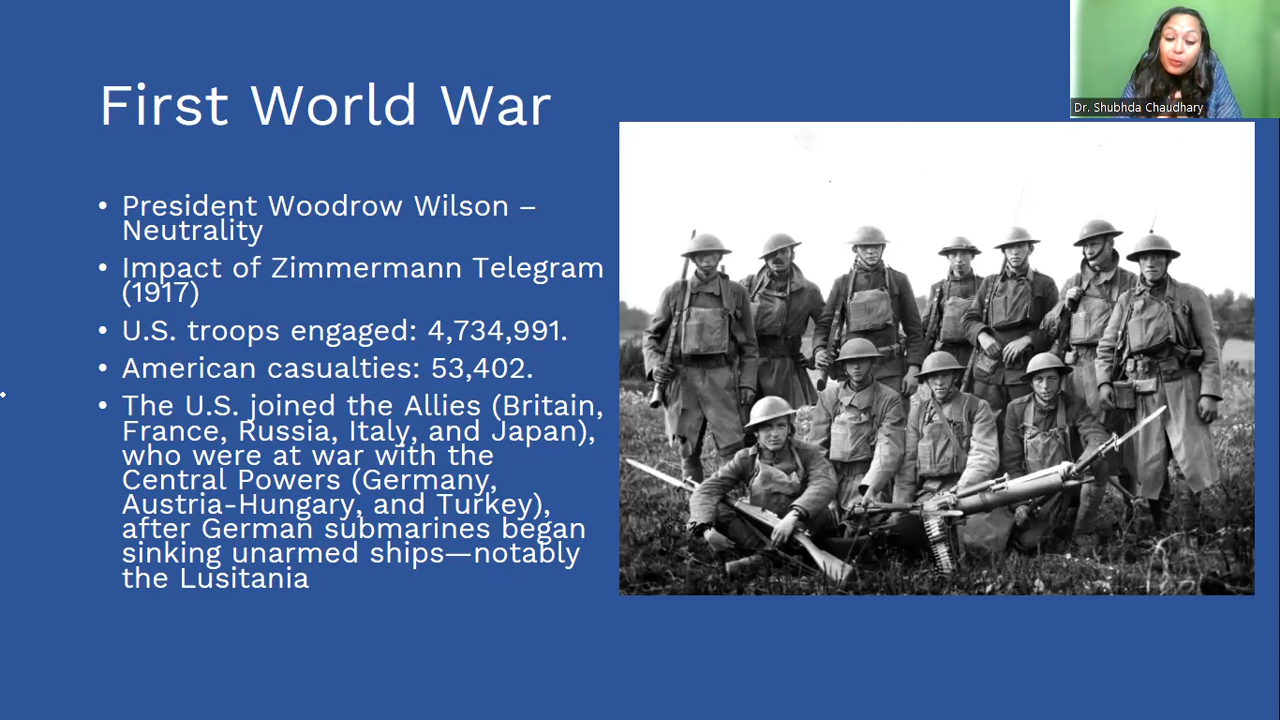 First World War
Dr. Shubhda Chaudhary
• President Woodrow Wilson –
Neutrality
• Impact of Zimmermann Telegram
(1917)
• U.S. troops engaged: 4,734,991.
• American casualties: 53,402.
• The U.S. joined the Allies (Britain,
France, Russia, Italy, and Japan),
who were at war with the
Central Powers (Germany,
Austria-Hungary, and Turkey),
after German submarines began
sinking unarmed ships—notably
the Lusitania